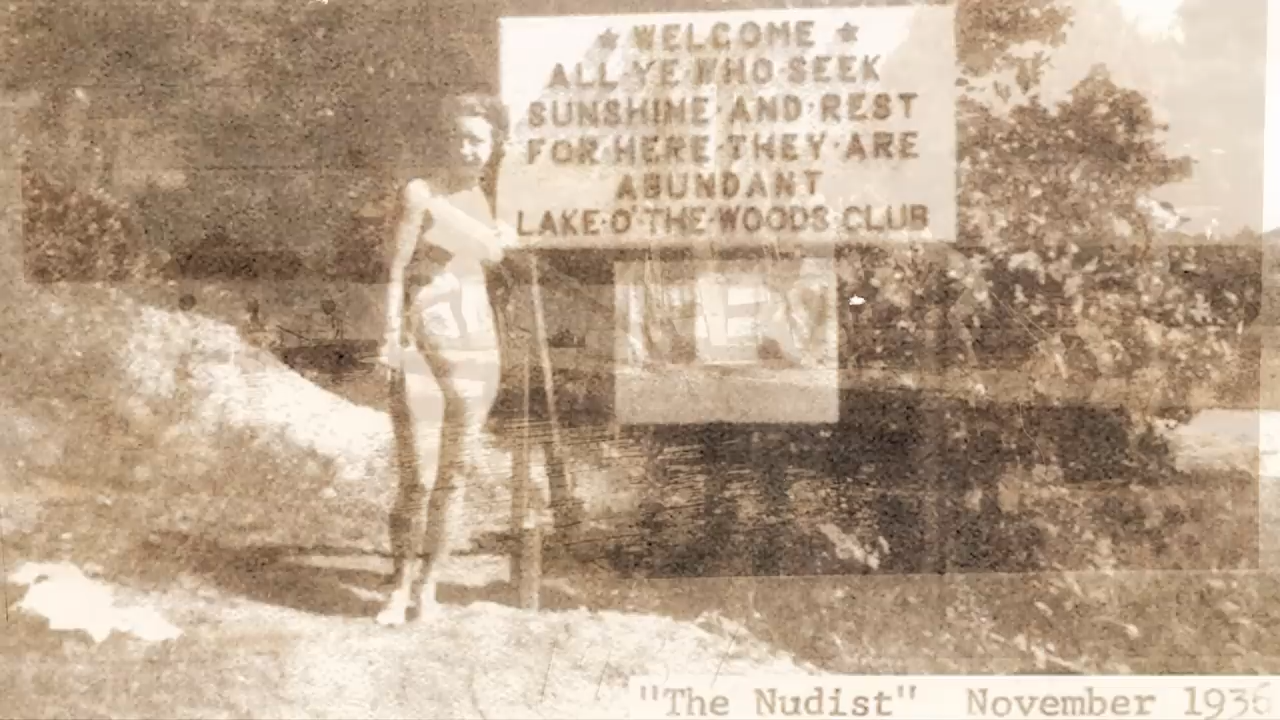 ★ WELCOME ★
ALL·YE·WHO·SEEK
SUNSHINE·AND·REST
FOR·HERE·THEY·ARE
ABUNDANT
LAKE·O'·THE·WOODS·CLUB
"The Nudist" November 1936